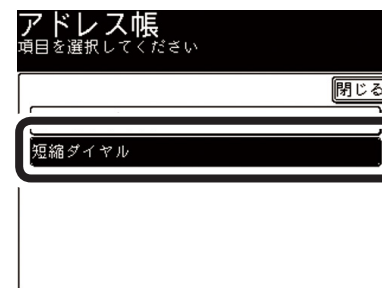 アドレス帳
項目を選択してください
閉じる
短縮ダイヤル